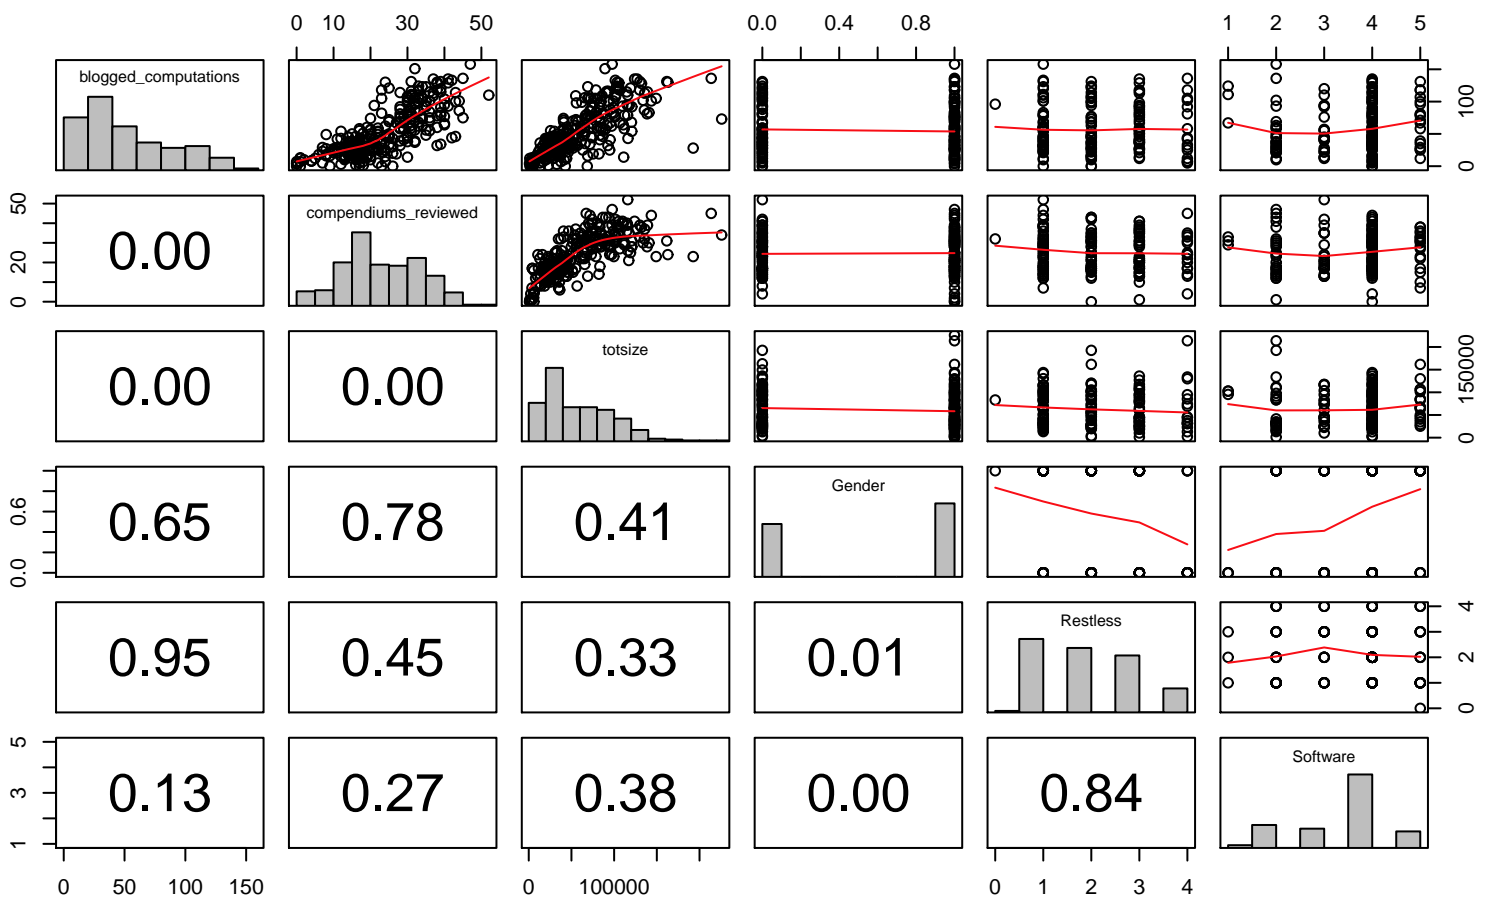 0 10 30 50 0.0 0.4 0.8 1 2 3 4 5
blogged_computations
0 100
0 20 50
0.00
compendiums_reviewed
0.00
0.00
totsize
0 150000
0.0 0.6
0.65
0.78
0.41
Gender
0.95
0.45
0.33
0.01
Restless
0 2 4
1 3 5
0.13
0.27
0.38
0.00
0.84
Software
0 50 100 150 0 100000 0 1 2 3 4